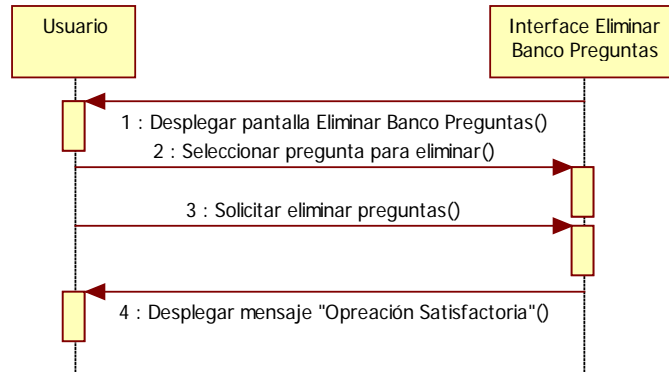 Usuario
Interface Eliminar
Banco Preguntas
1 : Desplegar pantalla Eliminar Banco Preguntas()
2 : Seleccionar pregunta para eliminar()
3 : Solicitar eliminar preguntas()
4 : Desplegar mensaje "Opreación Satisfactoria"()